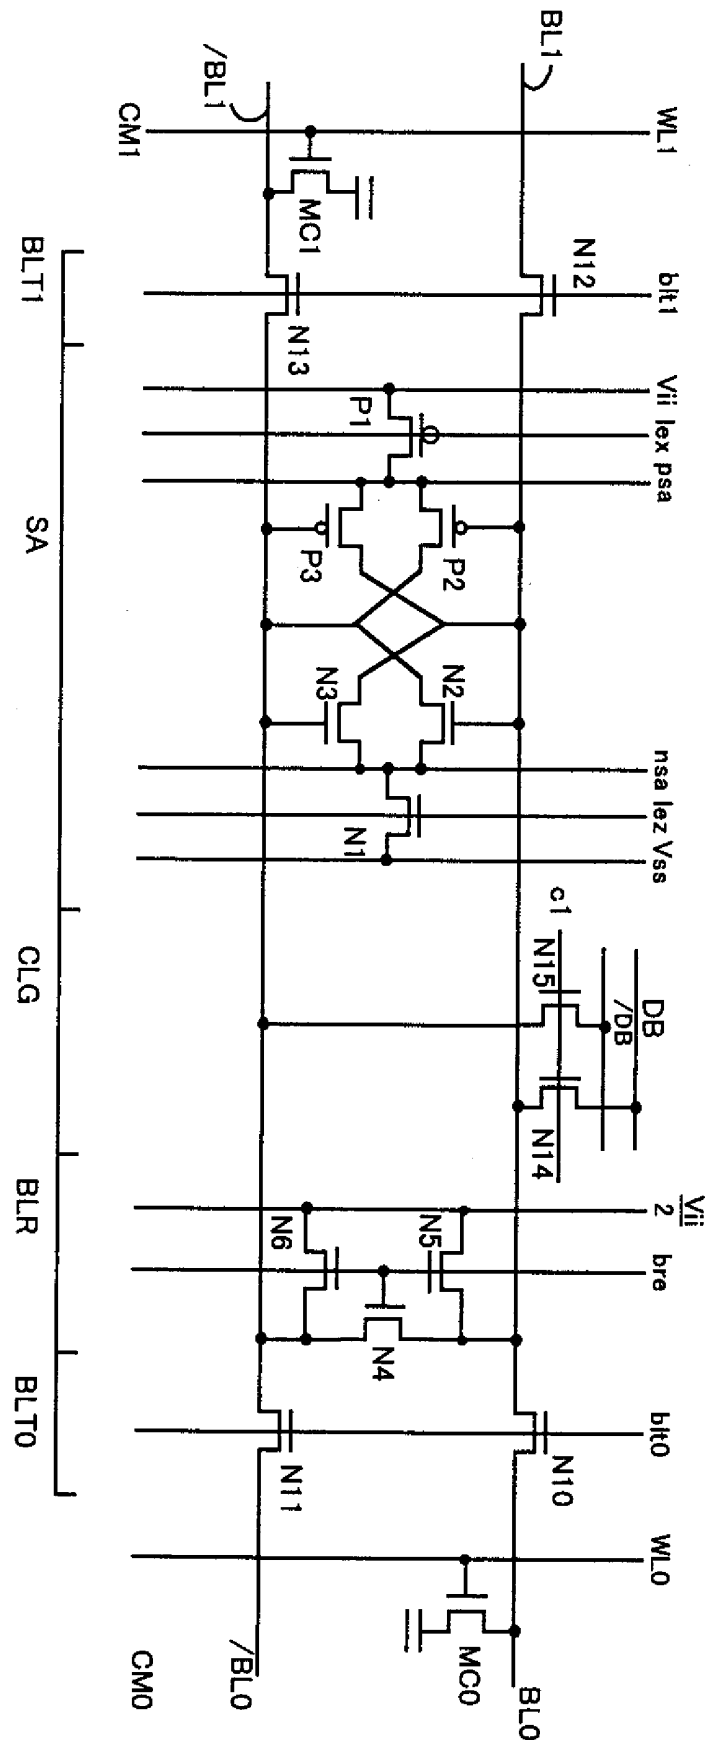 WL1
blt1
Vii lex psa
nsa lez Vss
Vii
2
bre
blt0
WL0
DB
/DB
BL1
N12
c1
N15
N14
N10
BL0
P2
N2
N5
MC0
P1
N1
N4
MC1
P3
N3
N6
N13
N11
/BL1
/BL0
CM1
CM0
BLT1
SA
CLG
BLR
BLT0